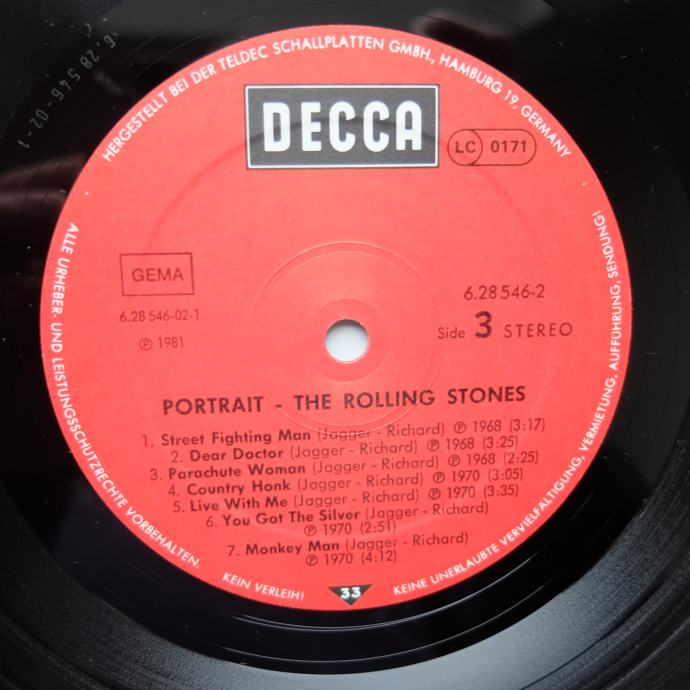 HERGESTELLT BEI DER TELDEC SCHALLPLATTEN GMBH., HAMBURG 19, GERMANY
DECCA
LC 0171
GEMA
6.28 546-02-1
Ⓟ 1981
6.28 546-2
Side 3 STEREO
PORTRAIT - THE ROLLING STONES
1. Street Fighting Man (Jagger - Richard) Ⓟ 1968 (3:17)
2. Dear Doctor (Jagger - Richard) Ⓟ 1968 (3:25)
3. Parachute Woman (Jagger - Richard) Ⓟ 1968 (2:25)
4. Country Honk (Jagger - Richard) Ⓟ 1970 (3:05)
5. Live With Me (Jagger - Richard) Ⓟ 1970 (3:35)
6. You Got The Silver (Jagger - Richard)
Ⓟ 1970 (2:51)
7. Monkey Man (Jagger - Richard)
Ⓟ 1970 (4:12)
ALLE URHEBER- UND LEISTUNGSSCHUTZRECHTE VORBEHALTEN.
KEIN VERLEIH!
33
KEINE UNERLAUBTE VERVIELFÄLTIGUNG, VERMIETUNG, AUFFÜHRUNG, SENDUNG!
6.28546-02-1